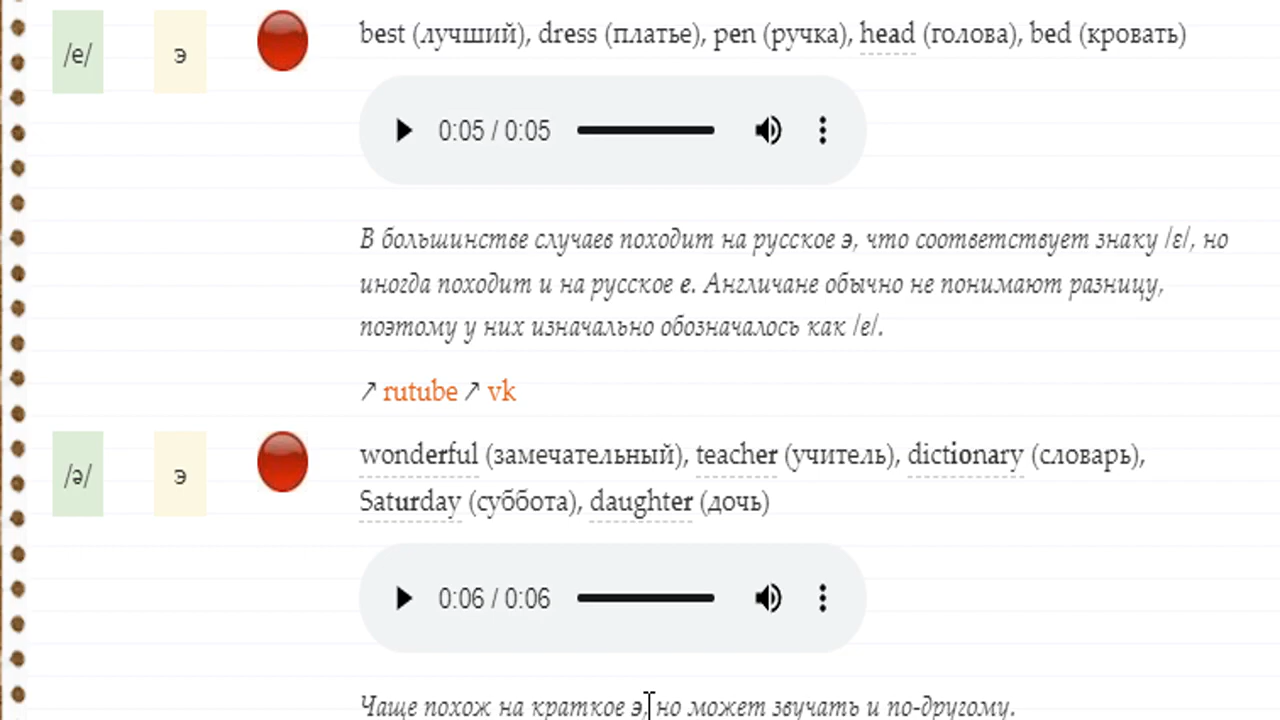 /e/ э best (лучший), dress (платье), pen (ручка), head (голова), bed (кровать)
0:05 / 0:05
В большинстве случаев походит на русское э, что соответствует знаку /ɛ/, но
иногда походит и на русское е. Англичане обычно не понимают разницу,
поэтому у них изначально обозначалось как /e/.
↗ rutube ↗ vk
/ə/ э wonderful (замечательный), teacher (учитель), dictionary (словарь),
Saturday (суббота), daughter (дочь)
0:06 / 0:06
Чаще похож на краткое э, но может звучать и по-другому.